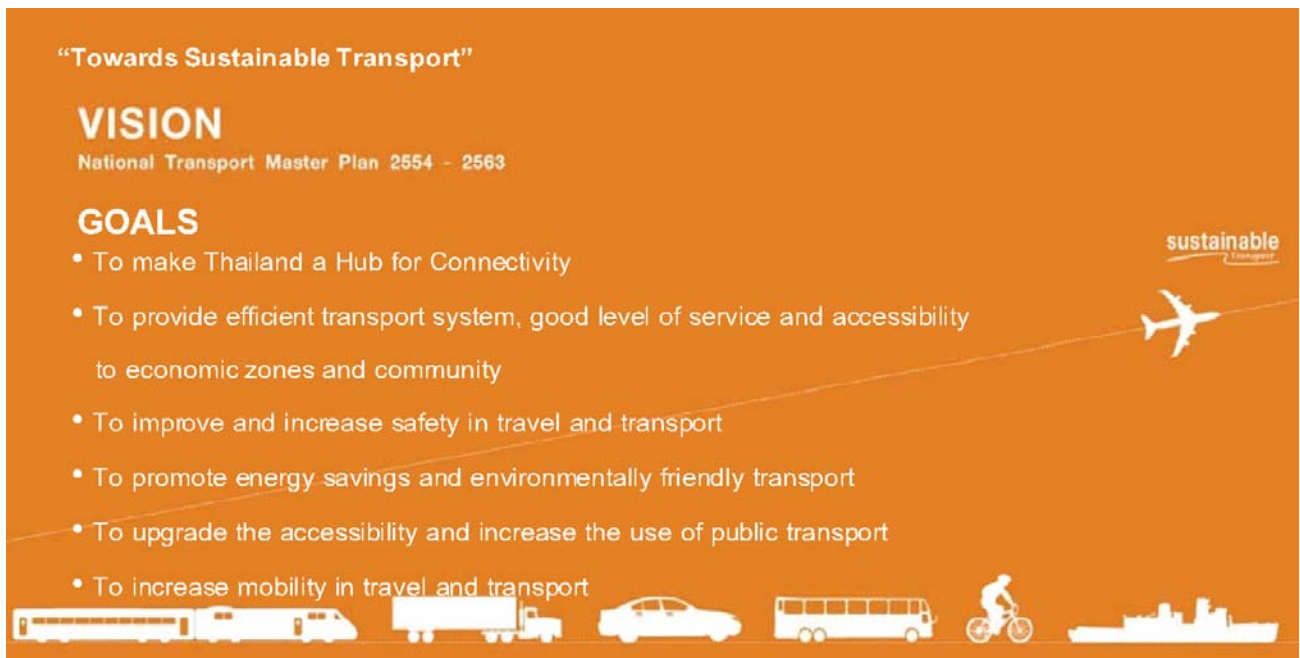 “Towards Sustainable Transport”
VISION
National Transport Master Plan 2554 - 2563
GOALS
• To make Thailand a Hub for Connectivity
sustainable
Transport
• To provide efficient transport system, good level of service and accessibility
to economic zones and community
• To improve and increase safety in travel and transport
• To promote energy savings and environmentally friendly transport
• To upgrade the accessibility and increase the use of public transport
• To increase mobility in travel and transport